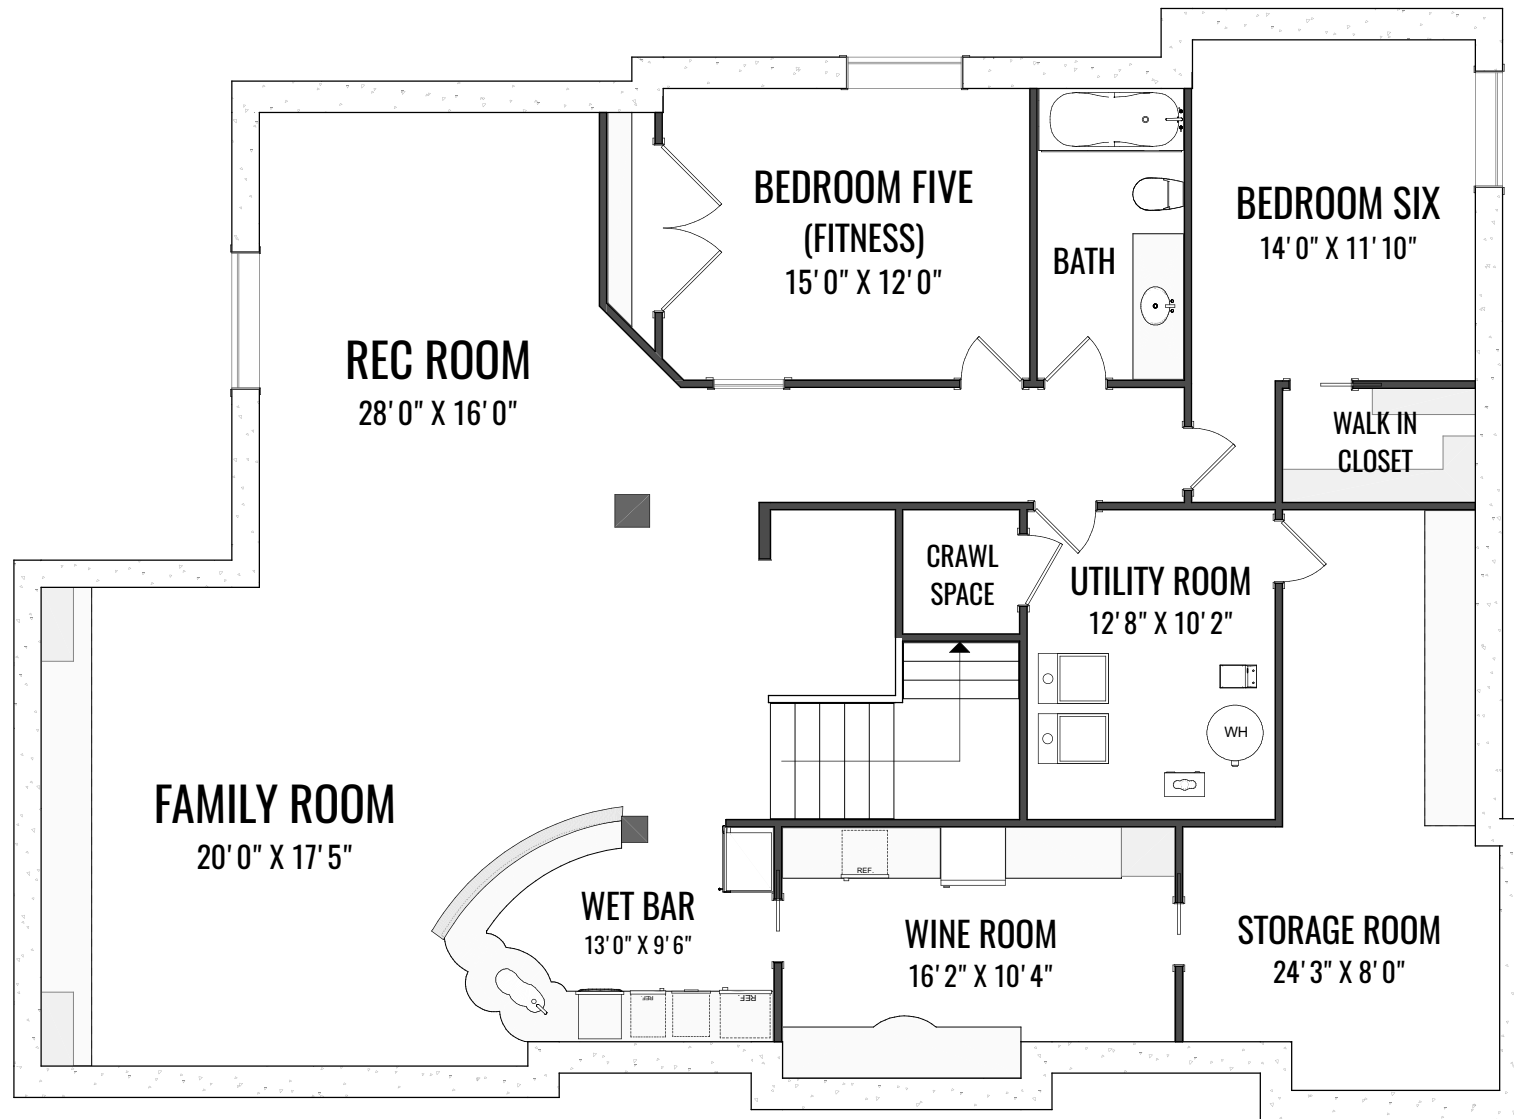 BEDROOM FIVE
(FITNESS)
15'0" X 12'0"
BATH
BEDROOM SIX
14'0" X 11'10"
REC ROOM
28'0" X 16'0"
WALK IN
CLOSET
CRAWL
SPACE
UTILITY ROOM
12'8" X 10'2"
WH
FAMILY ROOM
20'0" X 17'5"
REF.
WET BAR
13'0" X 9'6"
WINE ROOM
16'2" X 10'4"
STORAGE ROOM
24'3" X 8'0"
REF.
REF